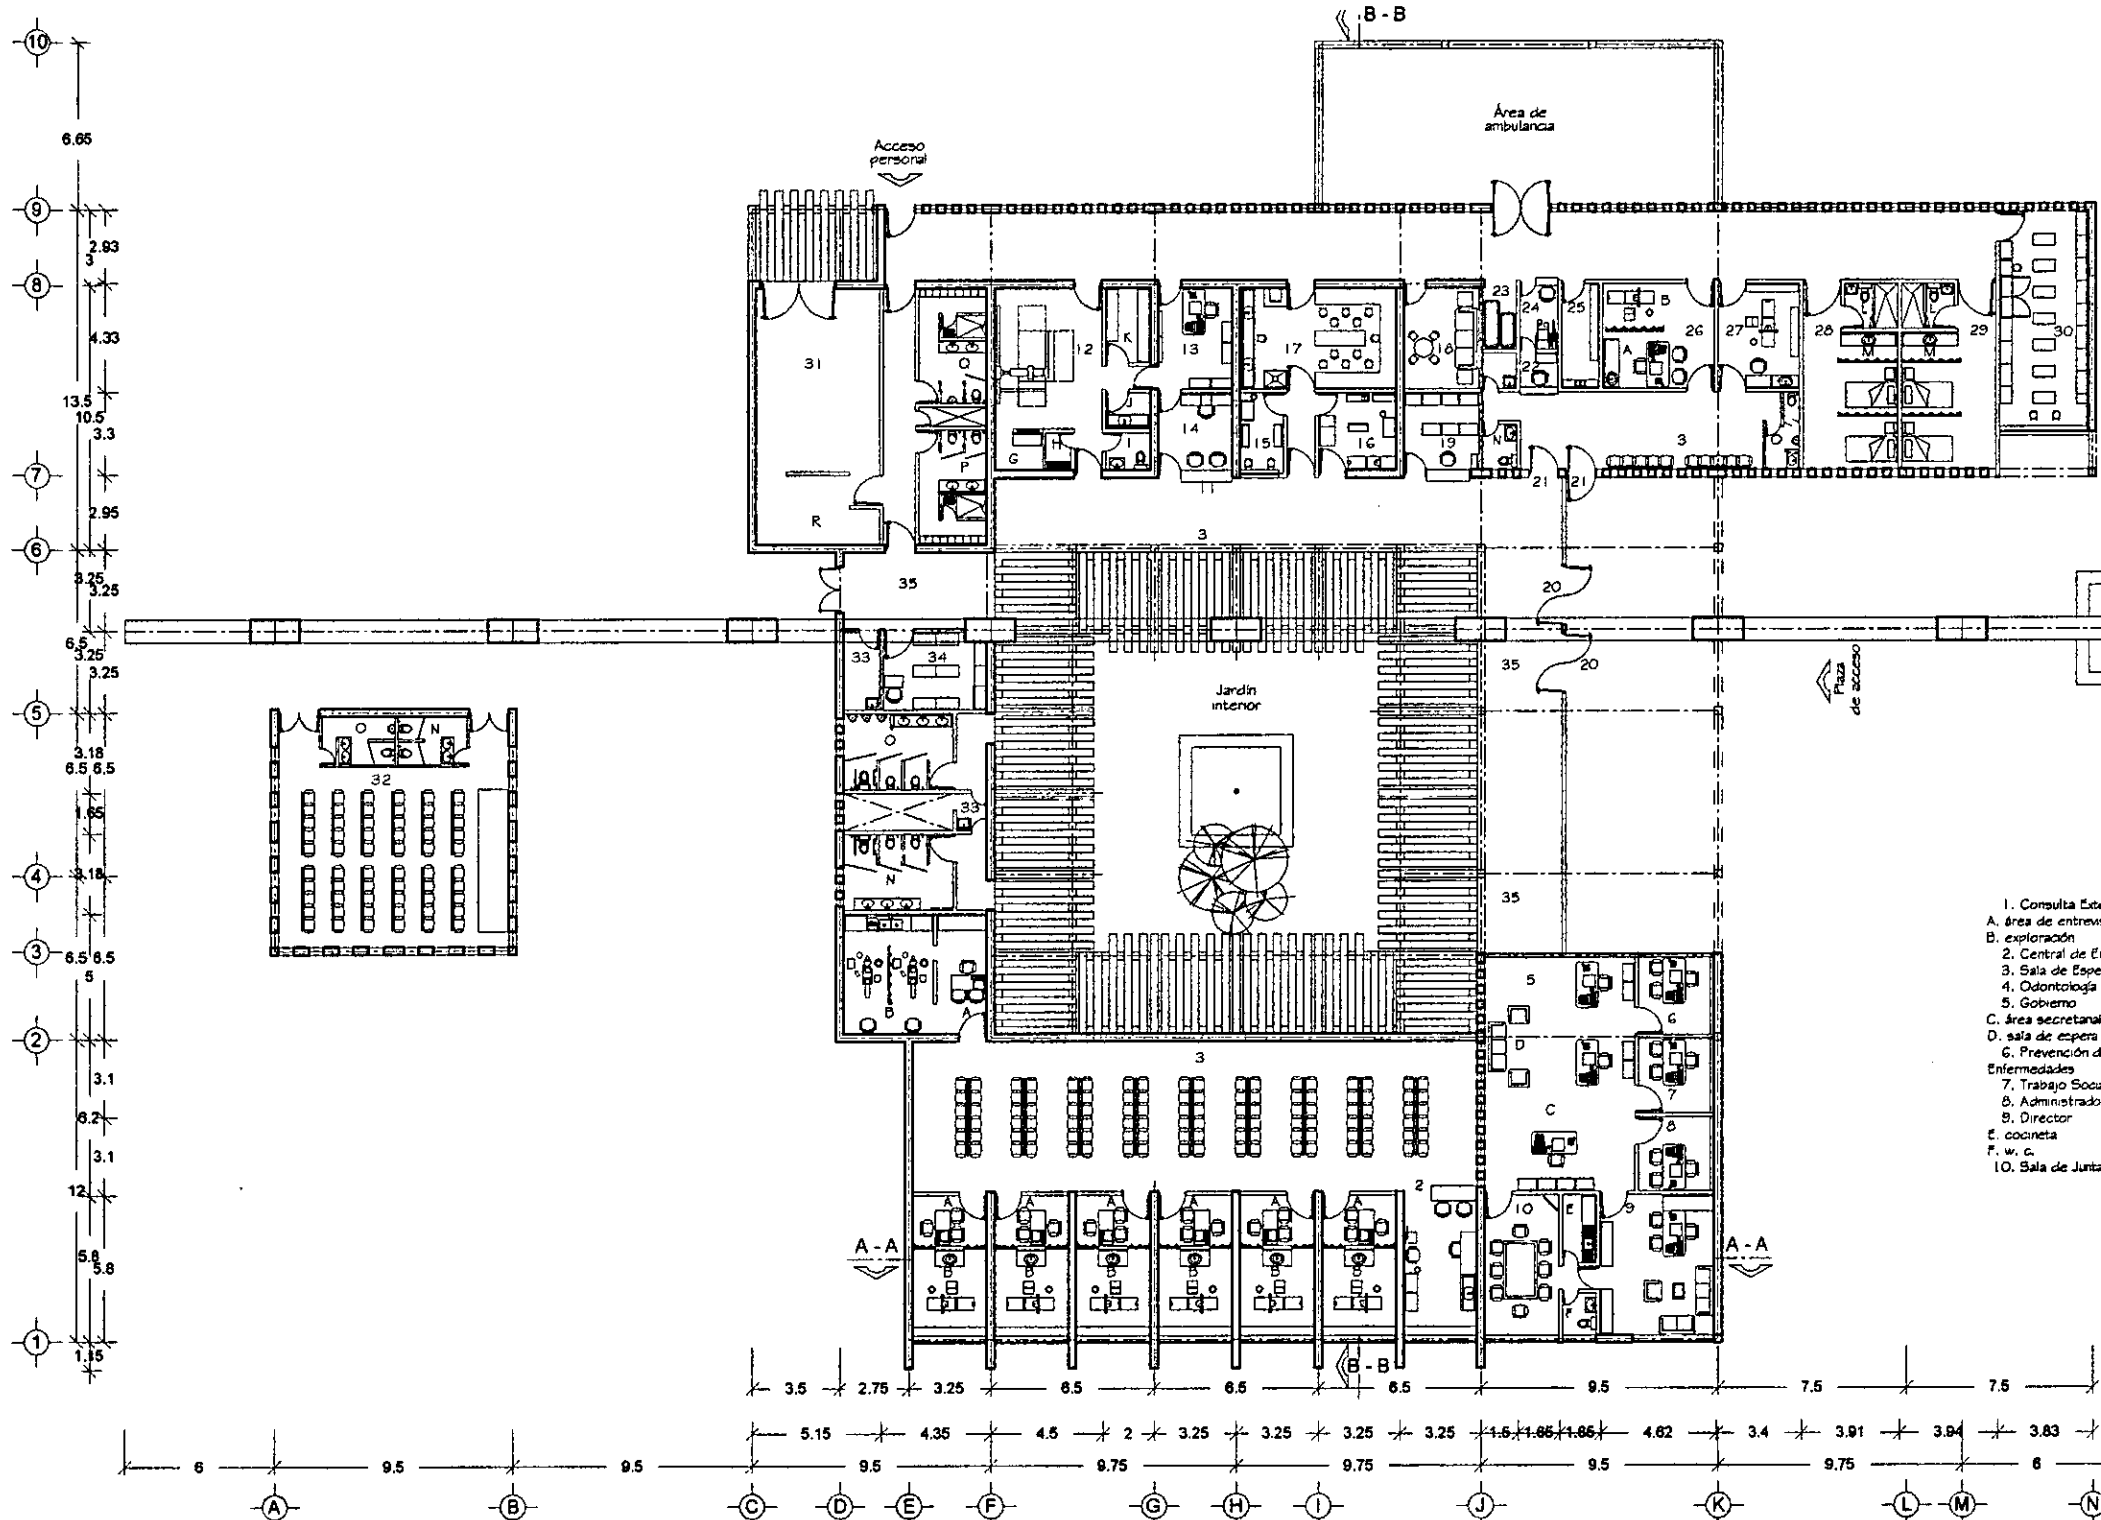 B - B
10
6.65
Área de
ambulancia
Acceso
personal
9
2.93
3
8
4.33
13.5
10.5
3.3
7
2.95
6
3.25
3.25
6.5
3.25
3.25
5
3.18
6.5 6.5
1.65
4
3.18
3
6.5 6.5
5
2
3.1
6.2
3.1
12
5.8
5.8
1
31
Q
P
R
12
K
J
I
H
G
13
14
15
16
17
18
19
23
24
25
22
N
B
A
26
27
28
29
30
L
L
M
M
3
21
21
3
35
20
20
35
35
Plaza
de acceso
33
34
O
33
N
B
A
O
N
32
Jardín
interior
3
5
6
D
7
C
8
2
10
E
9
F
A
A
A
A
A
A
B
B
B
B
B
B
A - A
A - A
B - B
1. Consulta Exte
A. área de entrevis
B. exploración
2. Central de En
3. Sala de Espe
4. Odontología
5. Gobierno
C. área secretarial
D. sala de espera
6. Prevención d
Enfermedades
7. Trabajo Socia
8. Administrado
9. Director
E. cocineta
F. w. c.
10. Sala de Junta
3.5 2.75 3.25 6.5 6.5 6.5 9.5 7.5 7.5
5.15 4.35 4.5 2 3.25 3.25 3.25 3.25 1.5 1.65 1.65 4.62 3.4 3.91 3.94 3.83
6 9.5 9.5 9.5 9.75 9.75 9.5 9.75 6
A B C D E F G H I J K L M N